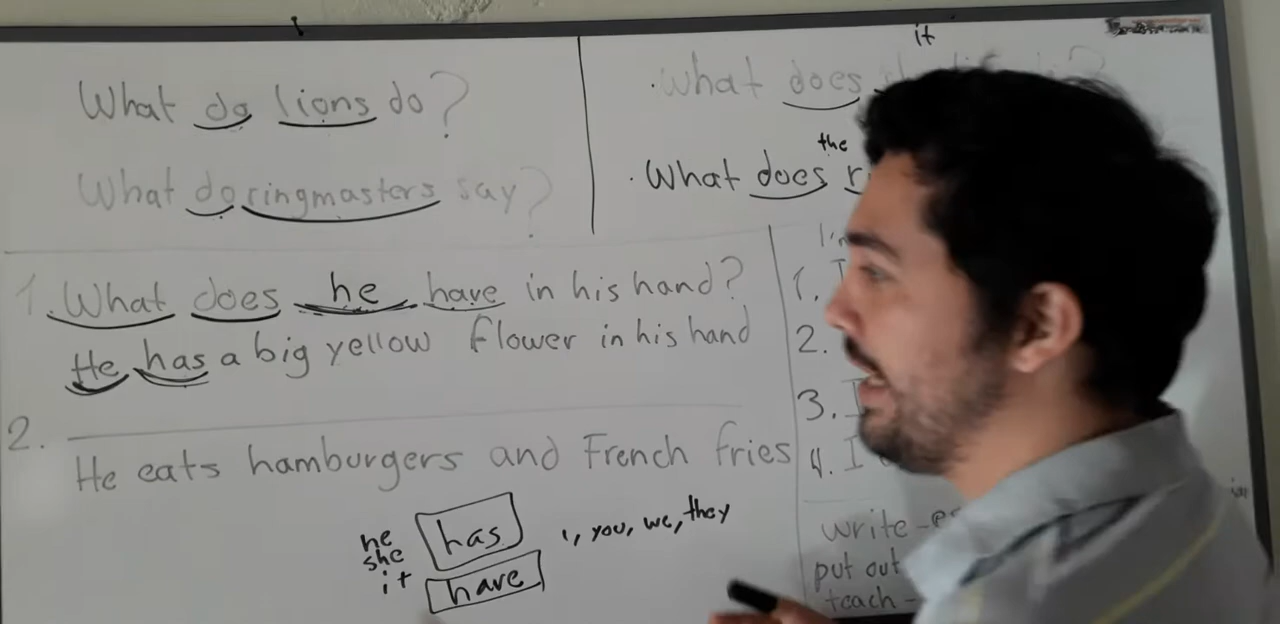 What do lions do?
What do ringmasters say?
it
What does
the
What does
1. What does he have in his hand?
He has a big yellow flower in his hand
2.
He eats hamburgers and French fries
he
she
it
has
have
I, you, we, they
1. I
2.
3. I
4. I
write -es
put out
teach -